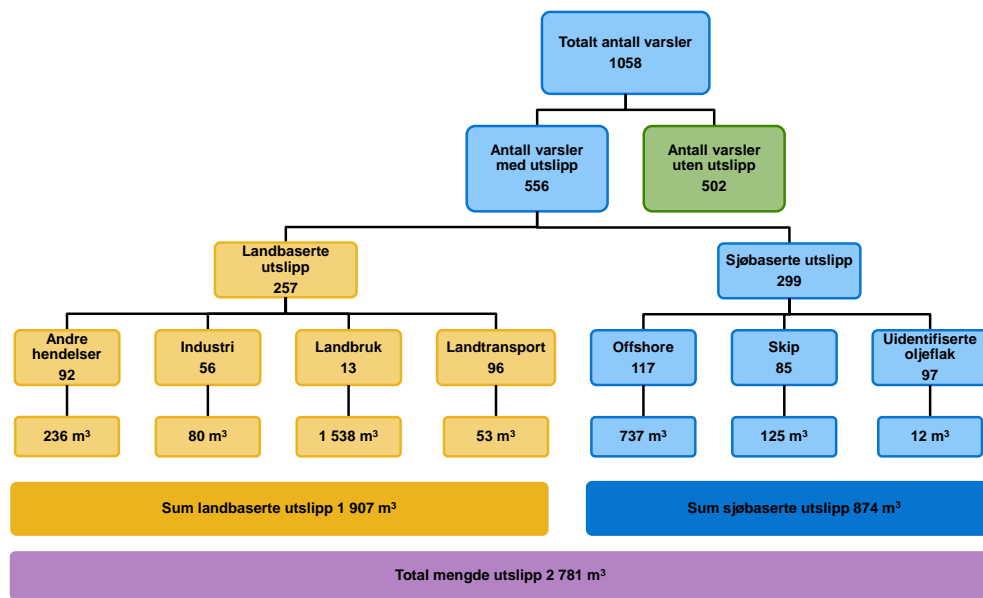 Totalt antall varsler
1058
Antall varsler
med utslipp
556
Antall varsler
uten utslipp
502
Landbaserte
utslipp
257
Sjøbaserte utslipp
299
Andre
hendelser
92
Industri
56
Landbruk
13
Landtransport
96
Offshore
117
Skip
85
Uidentifiserte
oljeflak
97
236 m³
80 m³
1 538 m³
53 m³
737 m³
125 m³
12 m³
Sum landbaserte utslipp 1 907 m³
Sum sjøbaserte utslipp 874 m³
Total mengde utslipp 2 781 m³